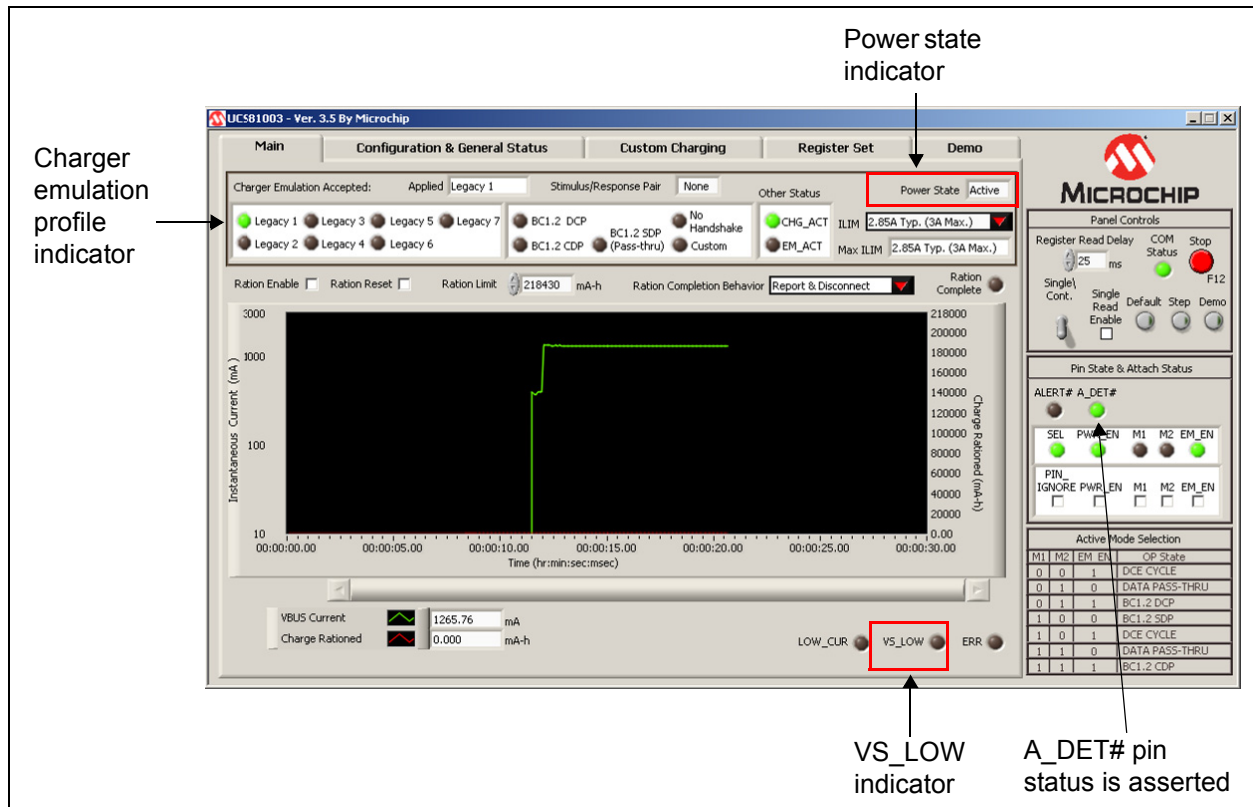 Power state
indicator
Charger
emulation
profile
indicator
UCS81003 - Ver. 3.5 By Microchip
Main Configuration & General Status Custom Charging Register Set Demo
Charger Emulation Accepted: Applied Legacy 1 Stimulus/Response Pair None Other Status Power State Active
Legacy 1 Legacy 3 Legacy 5 Legacy 7 BC1.2 DCP BC1.2 SDP (Pass-thru) No Handshake CHG_ACT ILIM 2.85A Typ. (3A Max.)
Legacy 2 Legacy 4 Legacy 6 BC1.2 CDP Custom EM_ACT Max ILIM 2.85A Typ. (3A Max.)
Ration Enable Ration Reset Ration Limit 218430 mA-h Ration Completion Behavior Report & Disconnect Ration Complete
Instantaneous Current (mA)
3000
1000
100
10
218000
200000
180000
160000
140000
120000
100000
80000
60000
40000
20000
0.00
Charge Rationed (mA-h)
00:00:00.00 00:00:05.00 00:00:10.00 00:00:15.00 00:00:20.00 00:00:25.00 00:00:30.00
Time (hr:min:sec:msec)
VBUS Current 1265.76 mA
Charge Rationed 0.000 mA-h
LOW_CUR VS_LOW ERR
MICROCHIP
Panel Controls
Register Read Delay 25 ms
COM Status
Stop
F12
Single\
Cont.
Single
Read
Enable
Default Step Demo
Pin State & Attach Status
ALERT# A_DET#
SEL PWR_EN M1 M2 EM_EN
PIN_
IGNORE PWR_EN M1 M2 EM_EN
Active Mode Selection
M1 M2 EM_EN OP State
0 0 1 DCE CYCLE
0 1 0 DATA PASS-THRU
0 1 1 BC1.2 DCP
1 0 0 BC1.2 SDP
1 0 1 DCE CYCLE
1 1 0 DATA PASS-THRU
1 1 1 BC1.2 CDP
VS_LOW
indicator
A_DET# pin
status is asserted